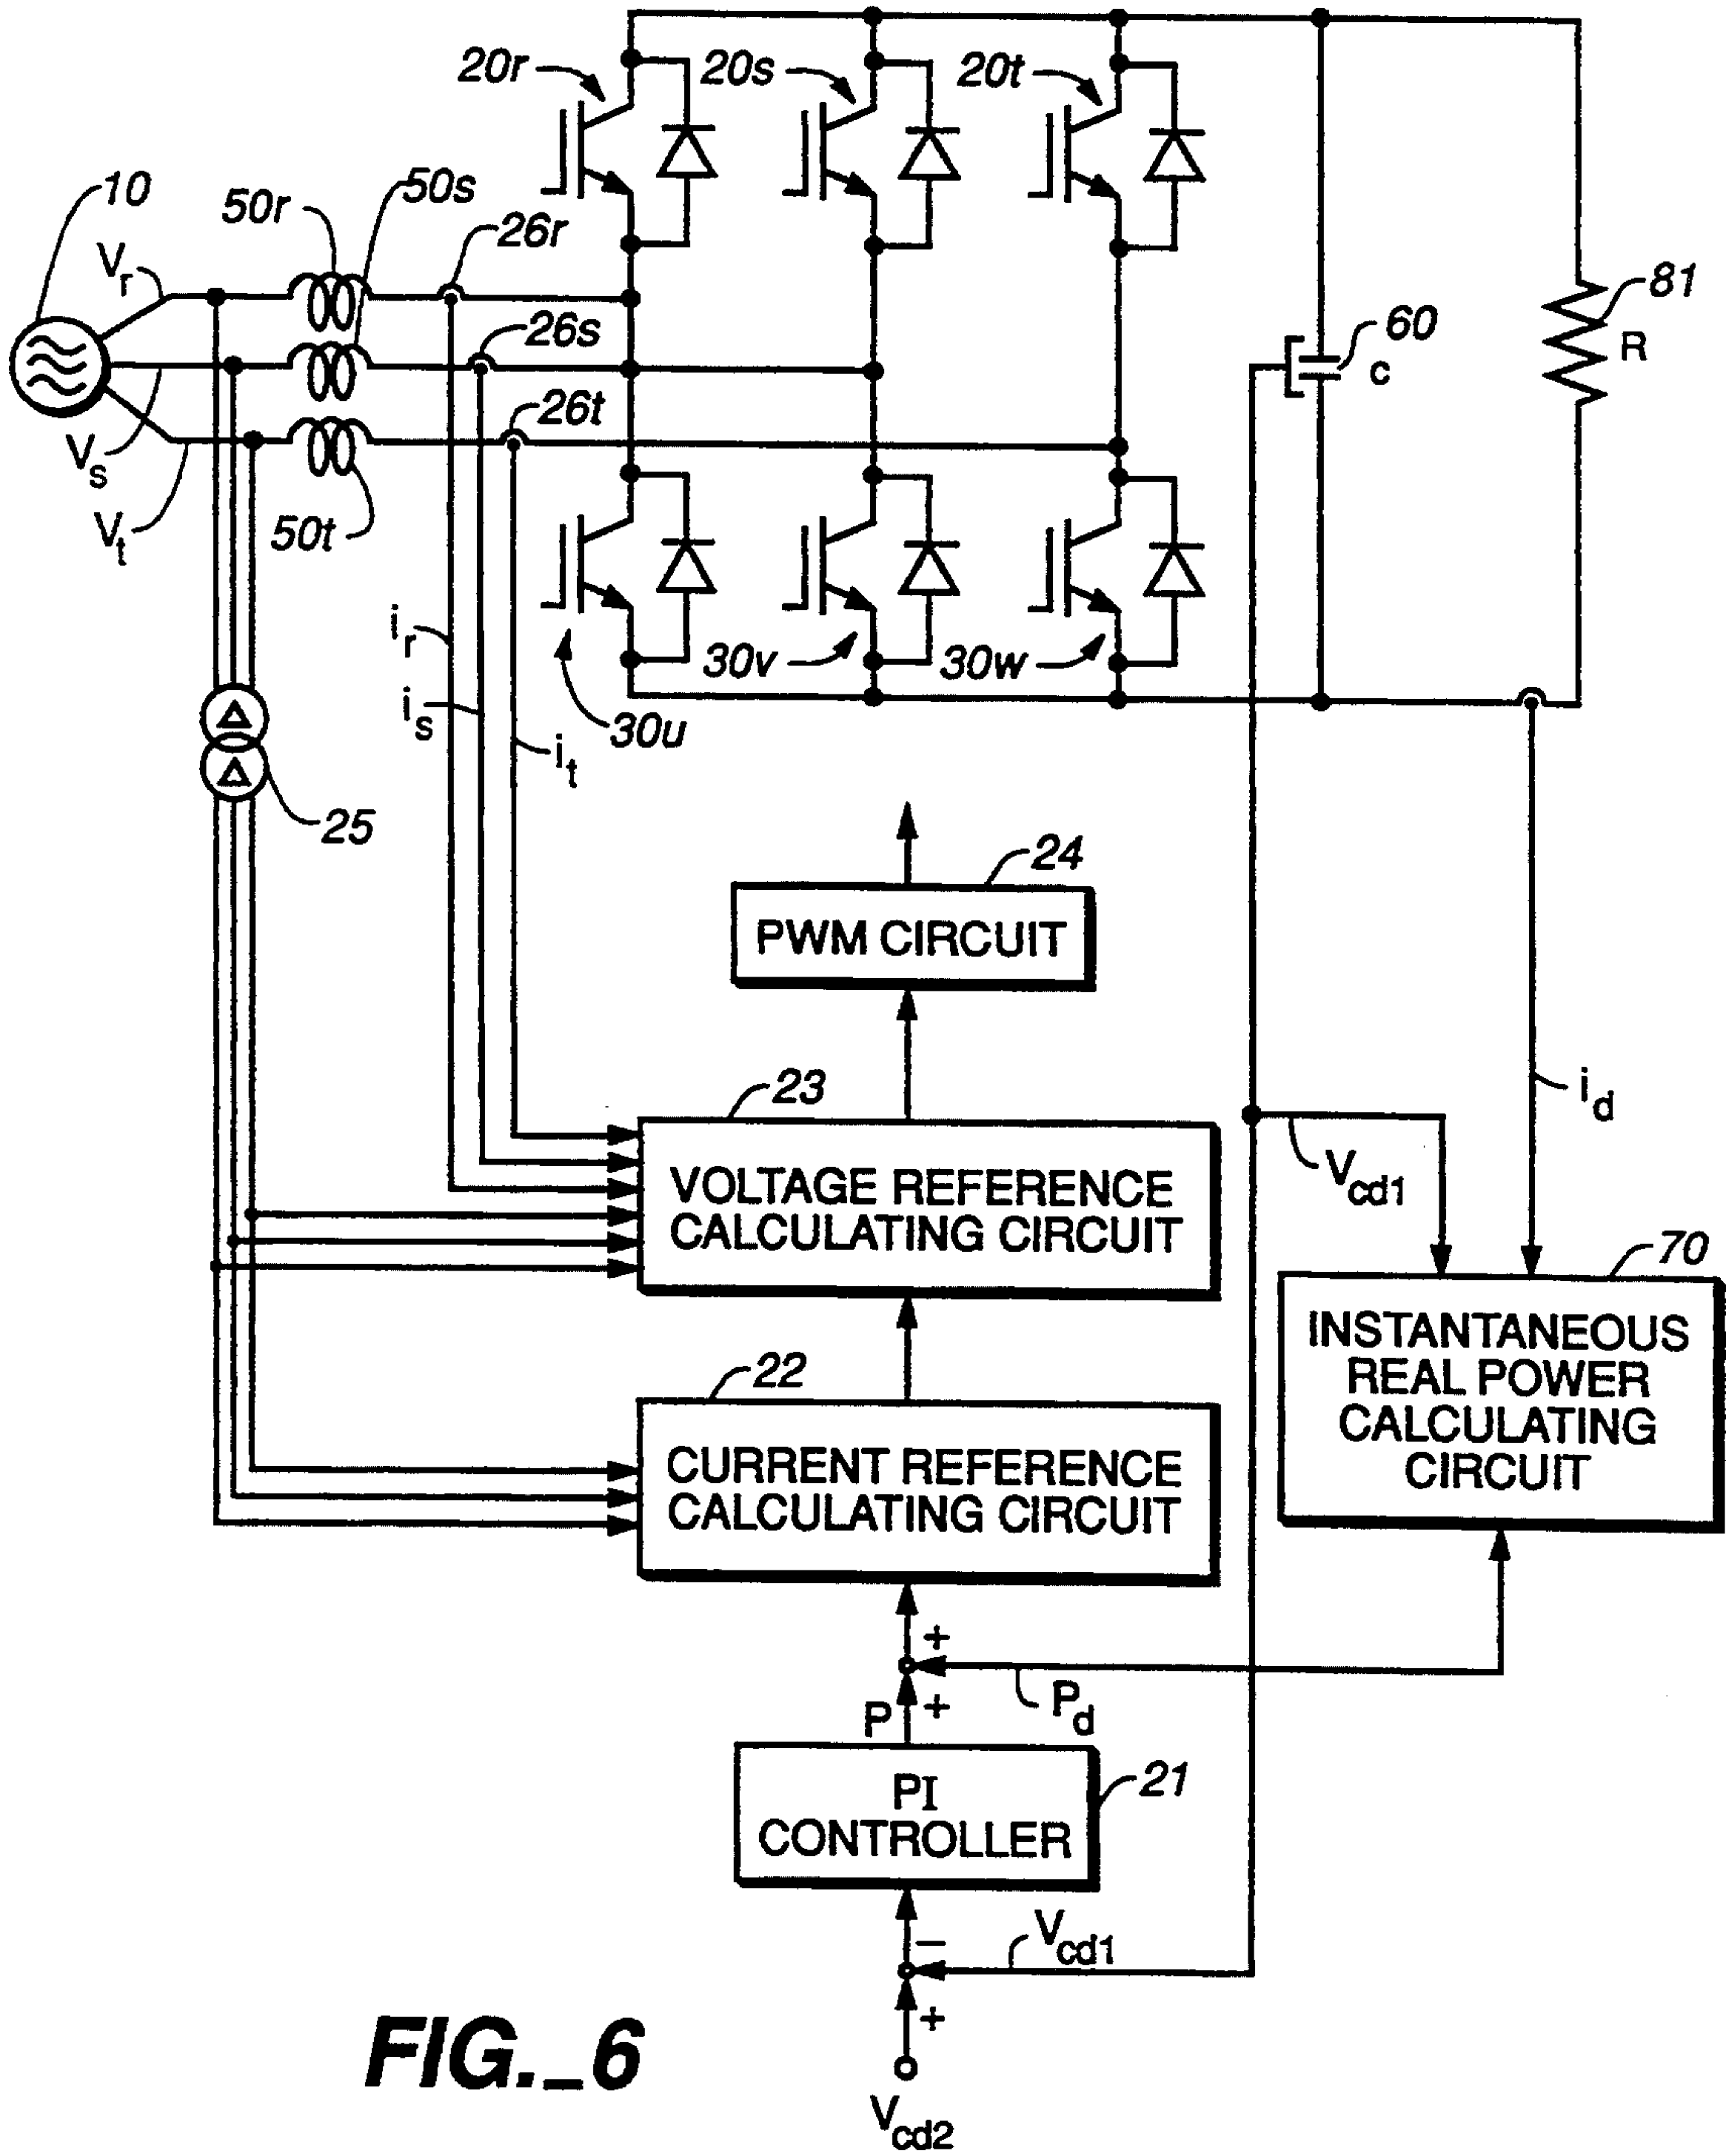 20r
20s
20t
10
50r
50s
26r
Vr
81
26s
60
R
c
26t
Vs
Vt
50t
ir
30v
30w
is
30u
it
25
24
PWM CIRCUIT
23
id
VOLTAGE REFERENCE
CALCULATING CIRCUIT
Vcd1
70
INSTANTANEOUS
REAL POWER
CALCULATING
CIRCUIT
22
CURRENT REFERENCE
CALCULATING CIRCUIT
+
P
+
Pd
PI
CONTROLLER
21
−
Vcd1
+
FIG._6
Vcd2